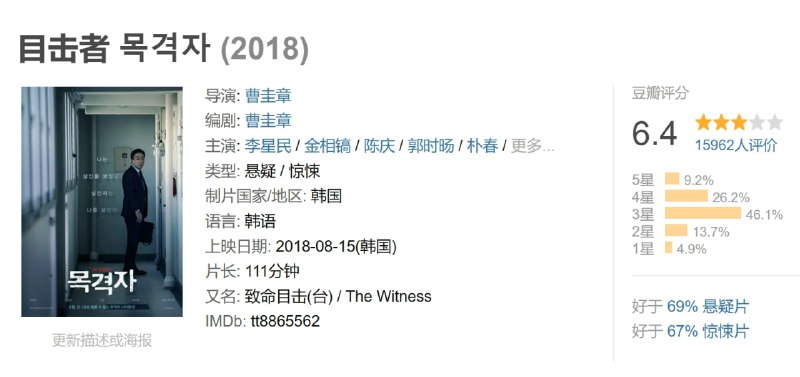 目击者 목격자 (2018)
나는
살인을 목격했고
살인자는
나를 보았다
목격자
更新描述或海报
导演: 曹圭章
编剧: 曹圭章
主演: 李星民 / 金相镐 / 陈庆 / 郭时旸 / 朴春 / 更多...
类型: 悬疑 / 惊悚
制片国家/地区: 韩国
语言: 韩语
上映日期: 2018-08-15(韩国)
片长: 111分钟
又名: 致命目击(台) / The Witness
IMDb: tt8865562
豆瓣评分
6.4
15962人评价
5星 9.2%
4星 26.2%
3星 46.1%
2星 13.7%
1星 4.9%
好于 69% 悬疑片
好于 67% 惊悚片